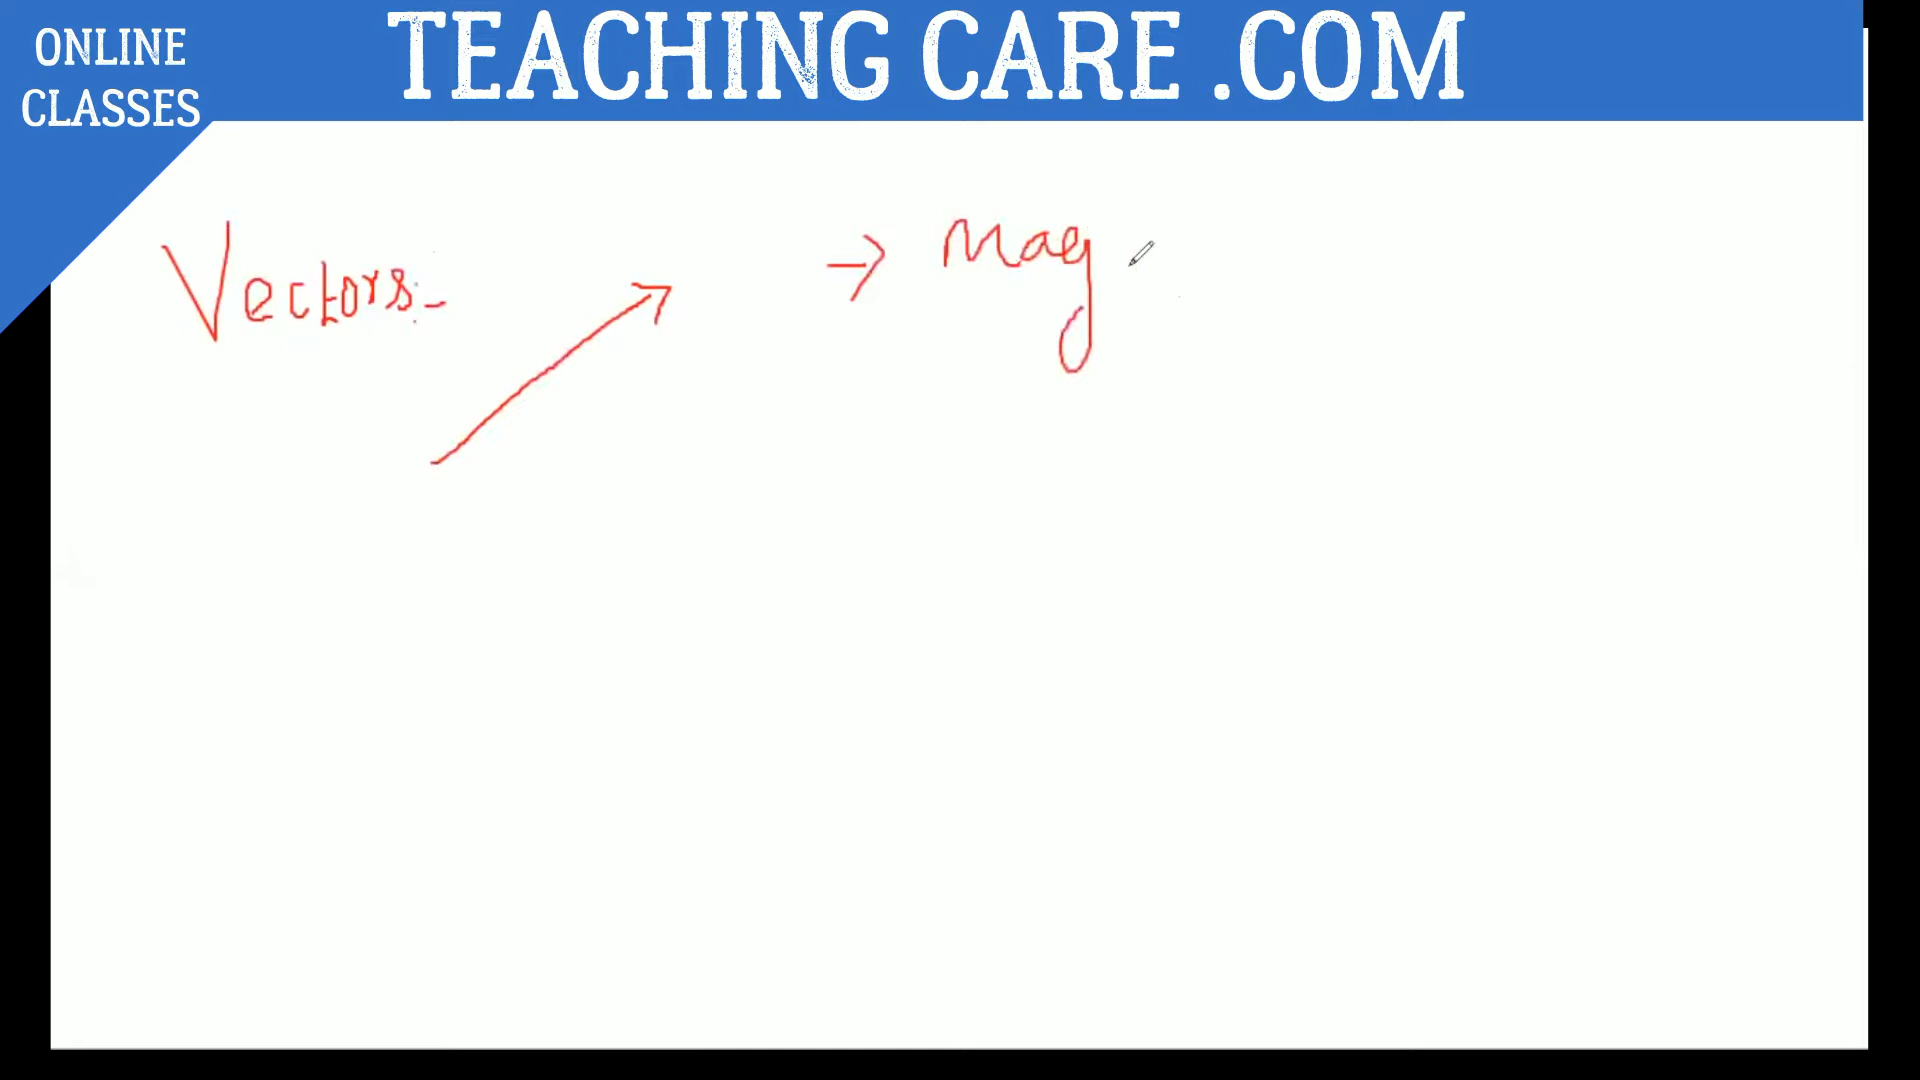 ONLINE
CLASSES
TEACHING CARE .COM
Vectors:-
→ Mag